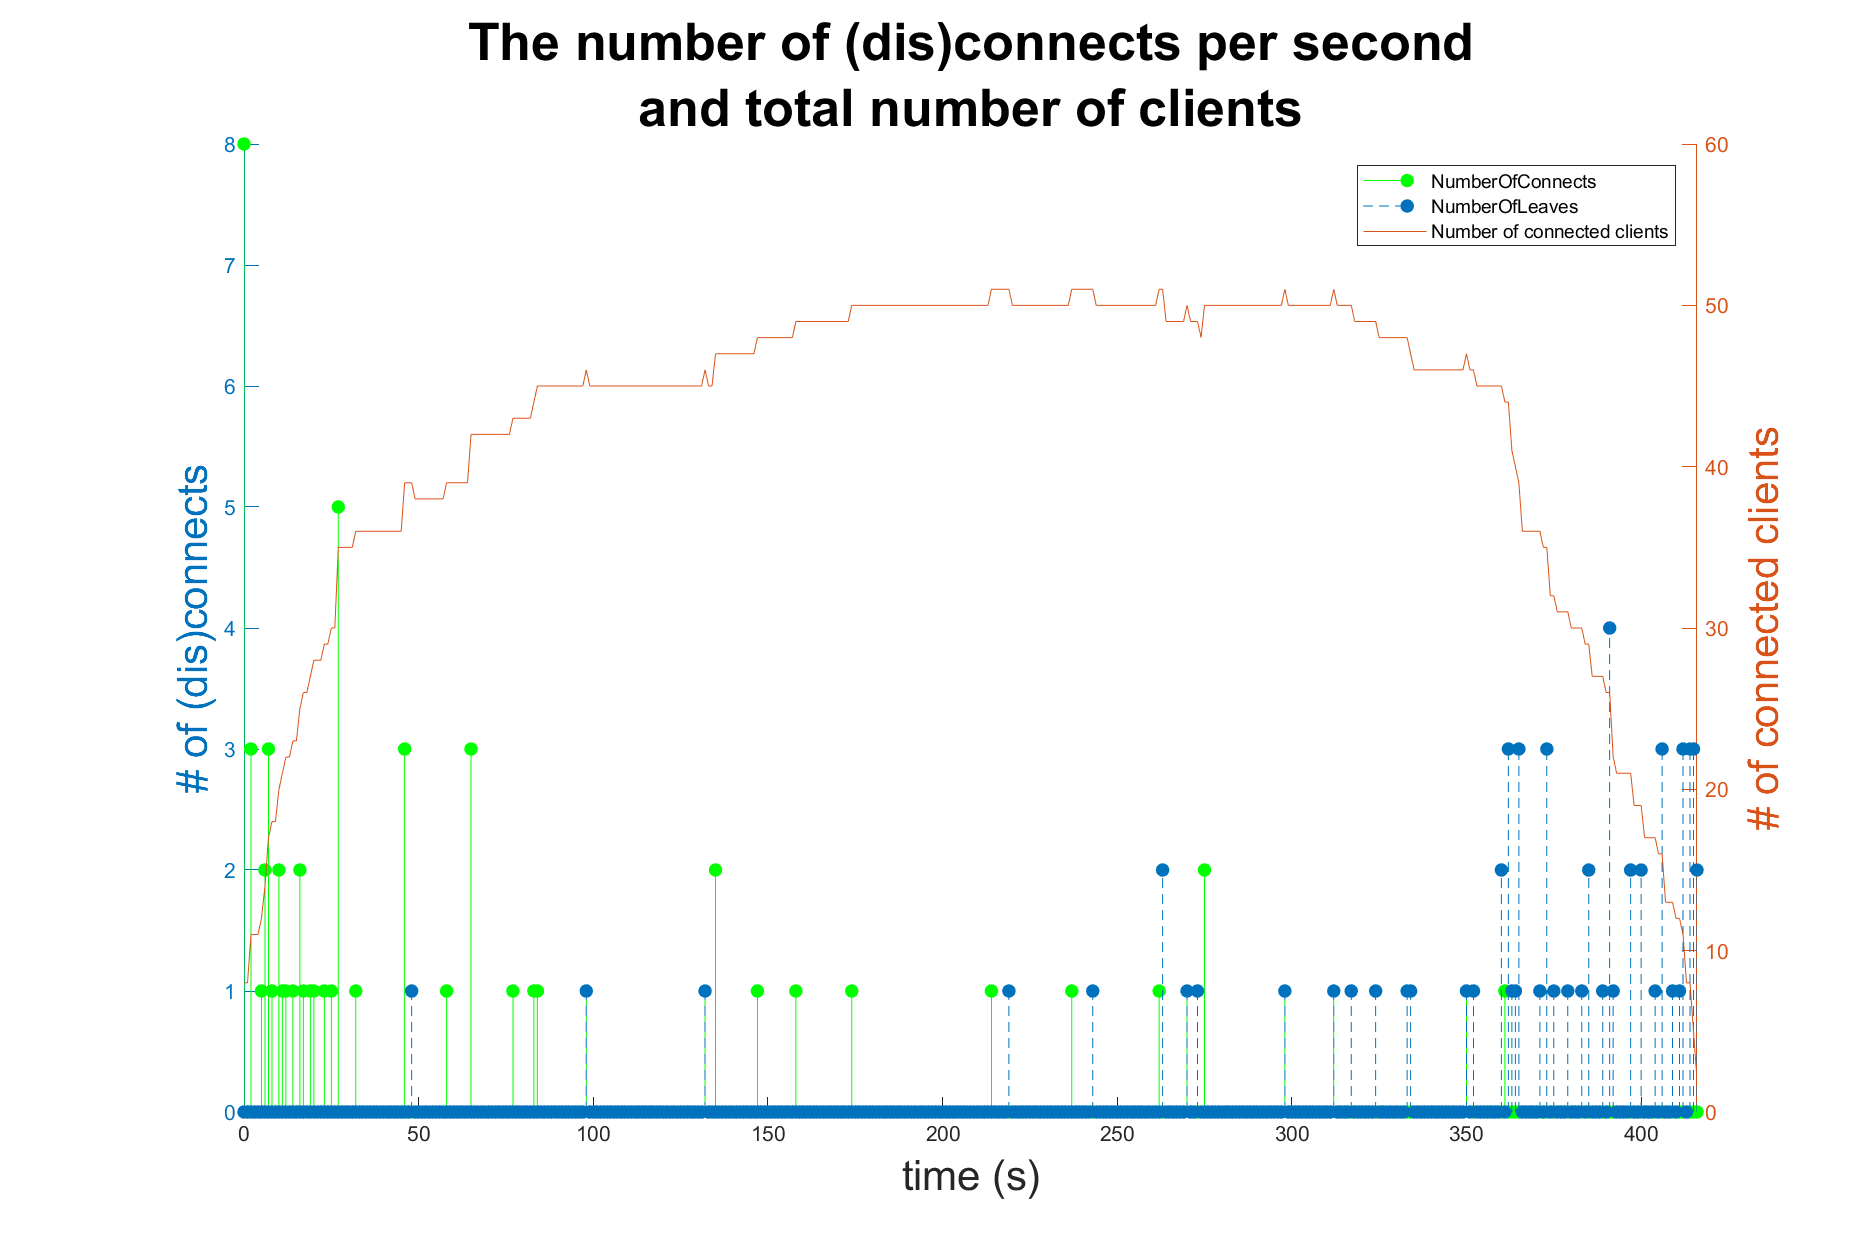 The number of (dis)connects per second
and total number of clients
NumberOfConnects
NumberOfLeaves
Number of connected clients
# of (dis)connects
8
7
6
5
4
3
2
1
0
60
50
40
30
20
10
0
# of connected clients
0 50 100 150 200 250 300 350 400
time (s)